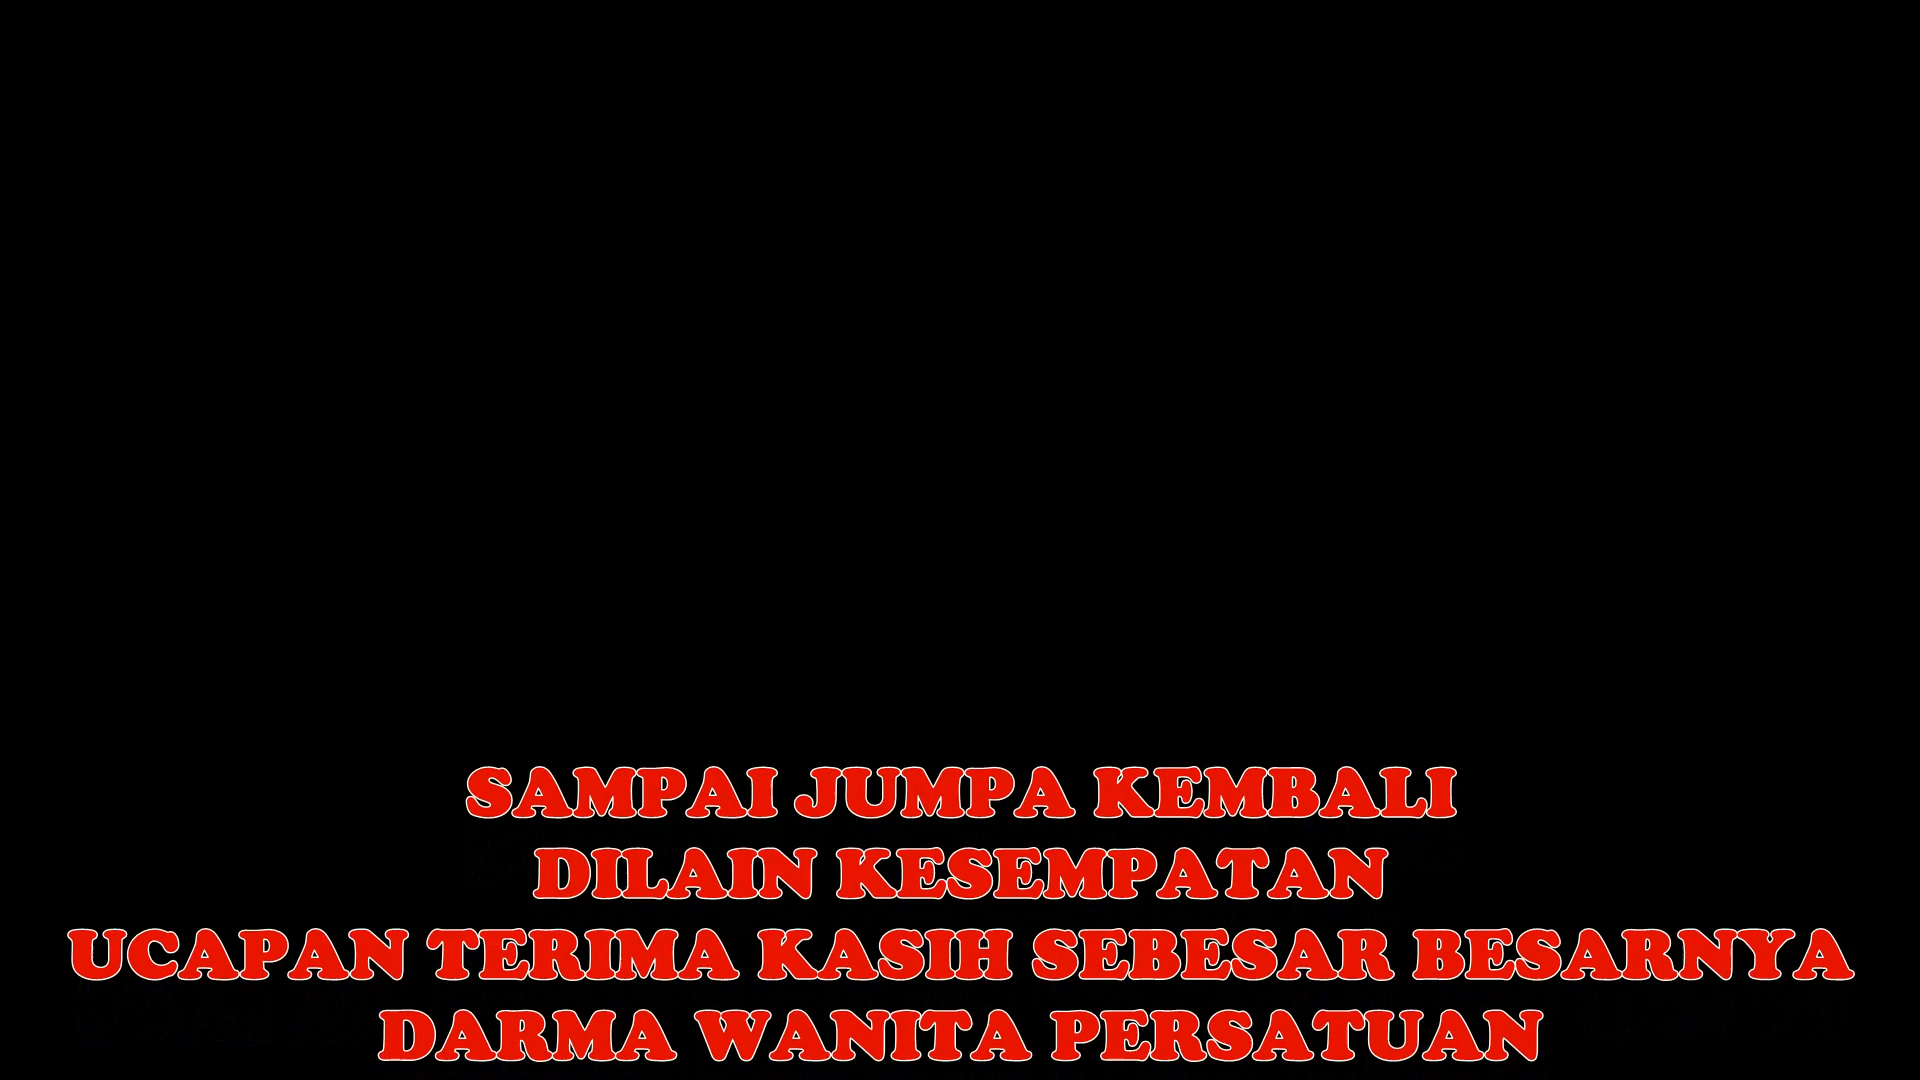 SAMPAI JUMPA KEMBALI
DILAIN KESEMPATAN
UCAPAN TERIMA KASIH SEBESAR BESARNYA
DARMA WANITA PERSATUAN